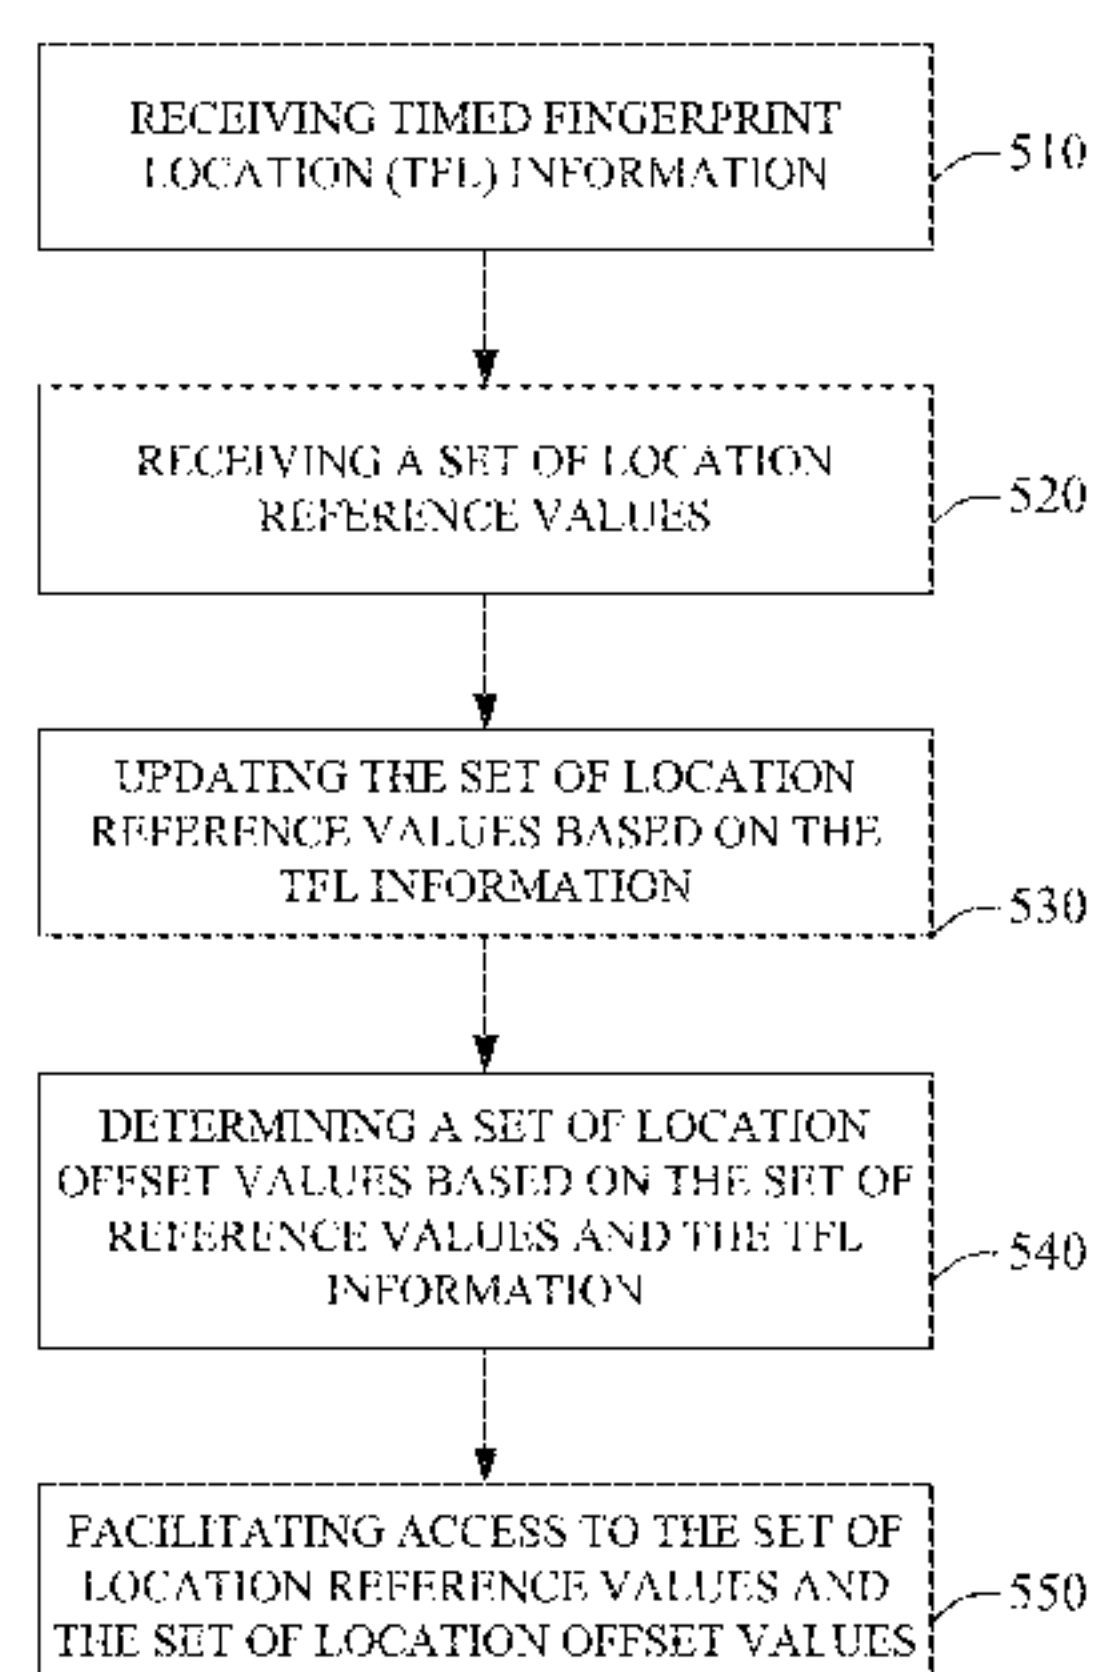 RECEIVING TIMED FINGERPRINT
LOCATION (TFL) INFORMATION
510
RECEIVING A SET OF LOCATION
REFERENCE VALUES
520
UPDATING THE SET OF LOCATION
REFERENCE VALUES BASED ON THE
TFL INFORMATION
530
DETERMINING A SET OF LOCATION
OFFSET VALUES BASED ON THE SET OF
REFERENCE VALUES AND THE TFL
INFORMATION
540
FACILITATING ACCESS TO THE SET OF
LOCATION REFERENCE VALUES AND
THE SET OF LOCATION OFFSET VALUES
550